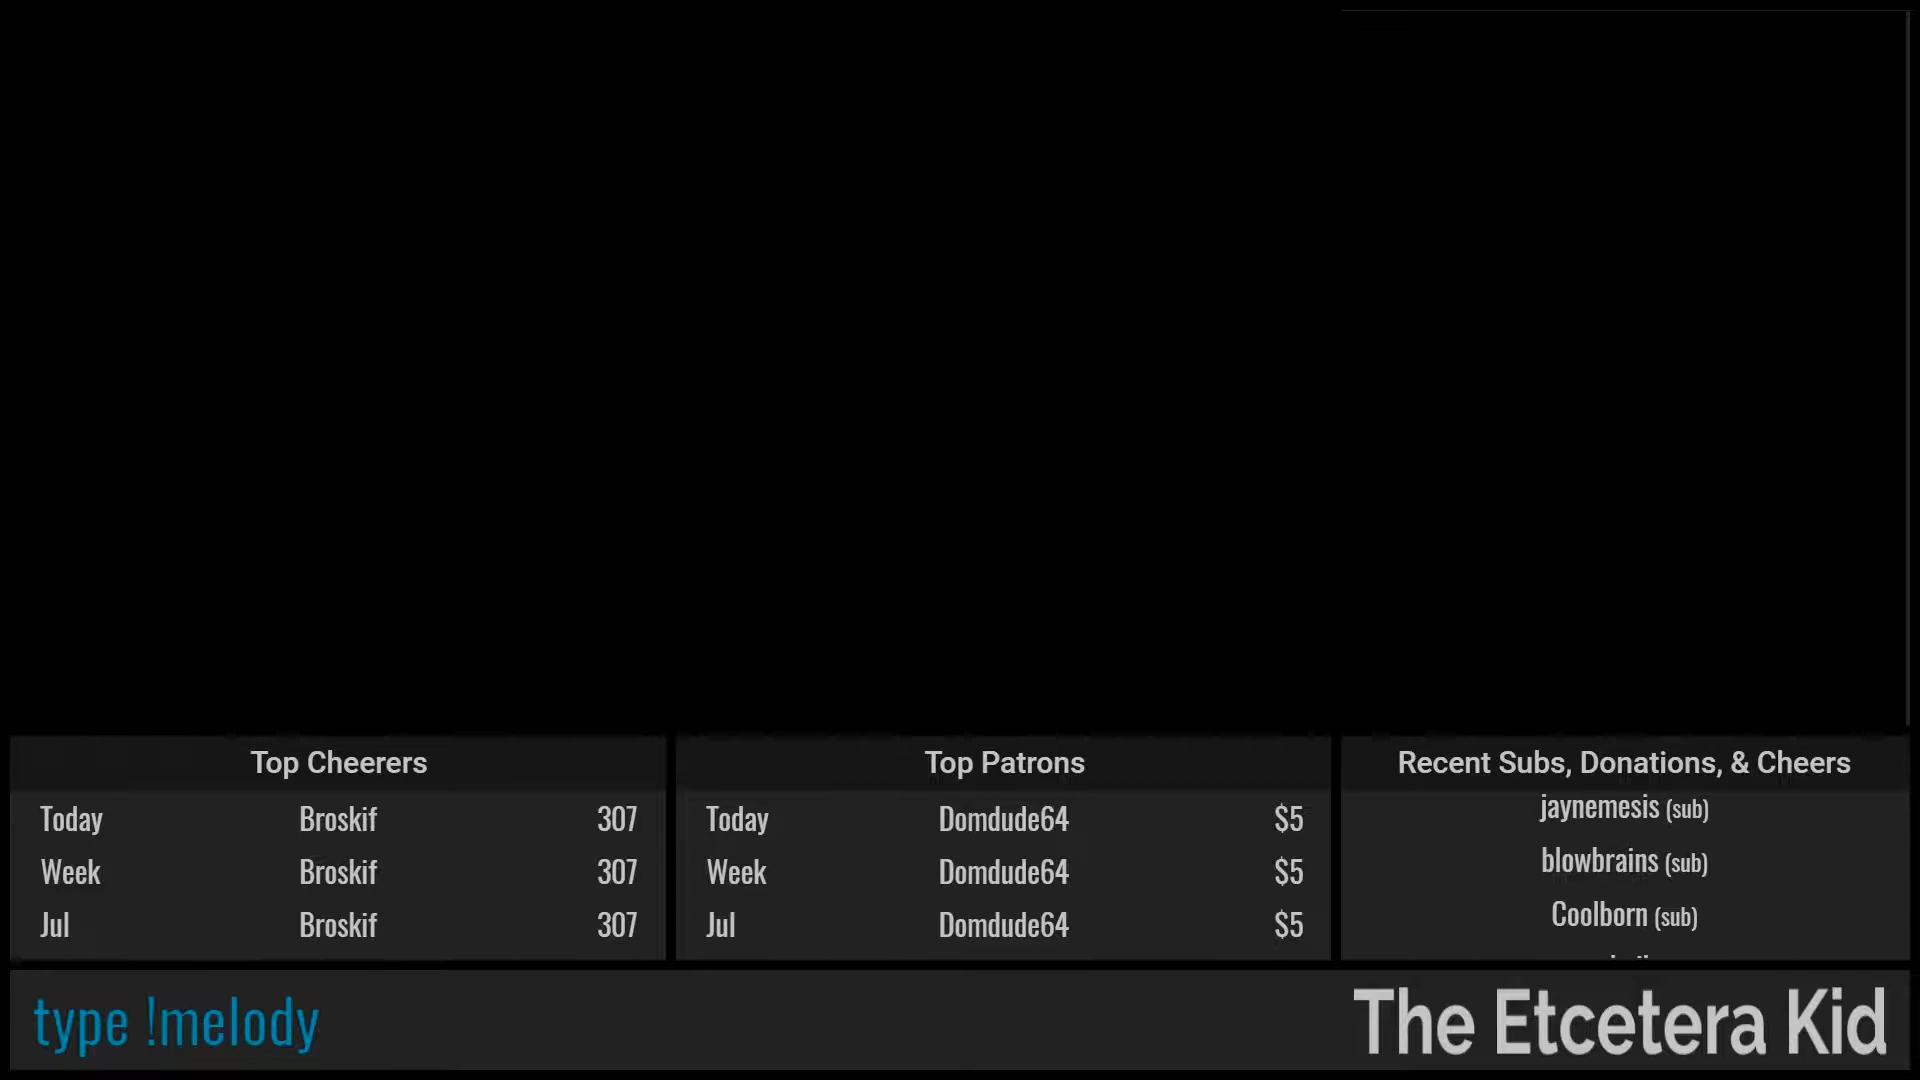 Top Cheerers
Today Broskif 307
Week Broskif 307
Jul Broskif 307
Top Patrons
Today Domdude64 $5
Week Domdude64 $5
Jul Domdude64 $5
Recent Subs, Donations, & Cheers
jaynemesis (sub)
blowbrains (sub)
Coolborn (sub)
type !melody
The Etcetera Kid